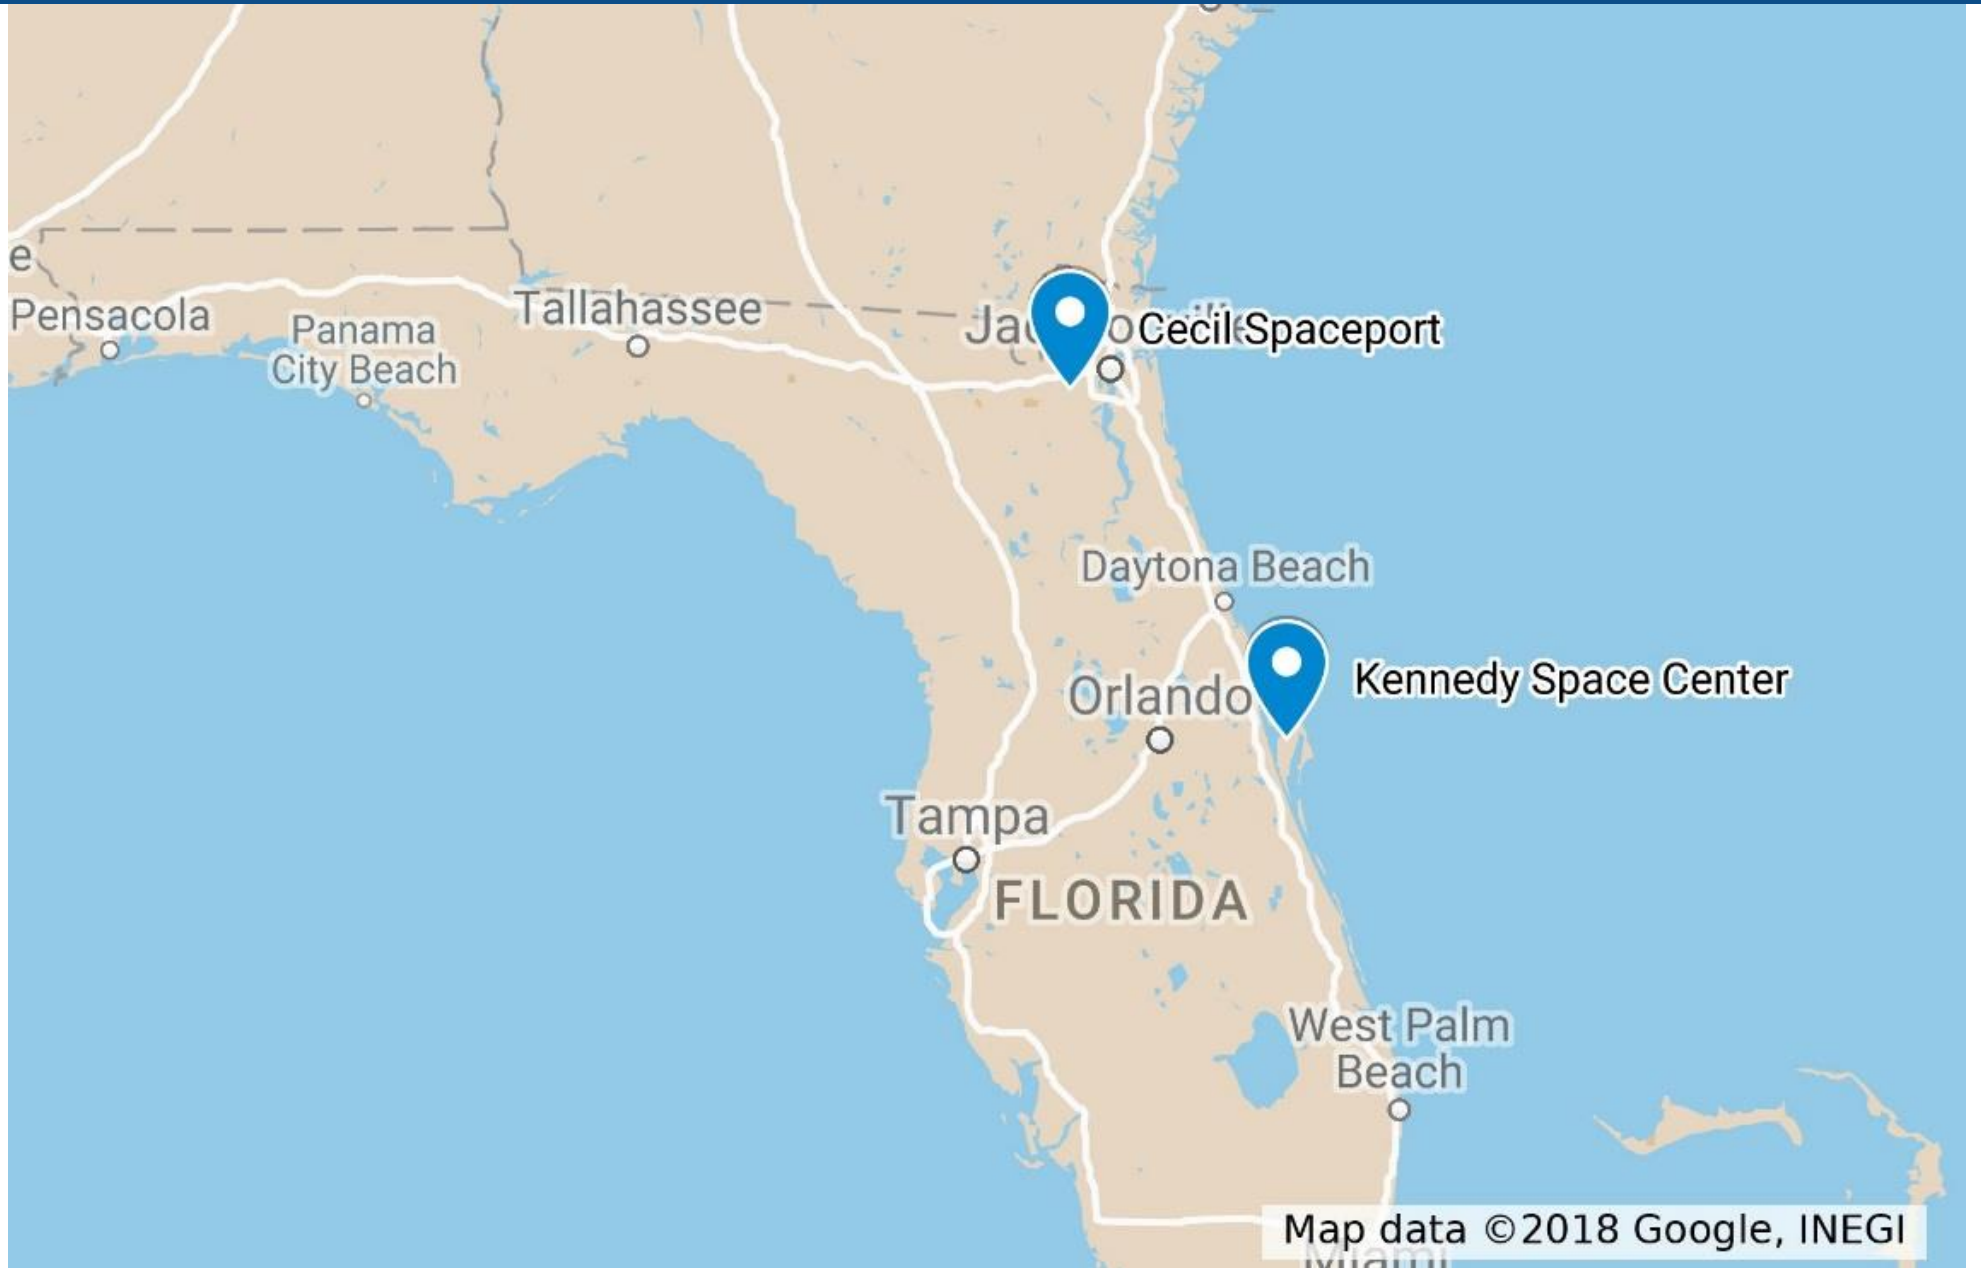 e
Pensacola
Panama
City Beach
Tallahassee
Cecil Spaceport
Daytona Beach
Kennedy Space Center
Orlando
Tampa
FLORIDA
West Palm
Beach
Map data ©2018 Google, INEGI